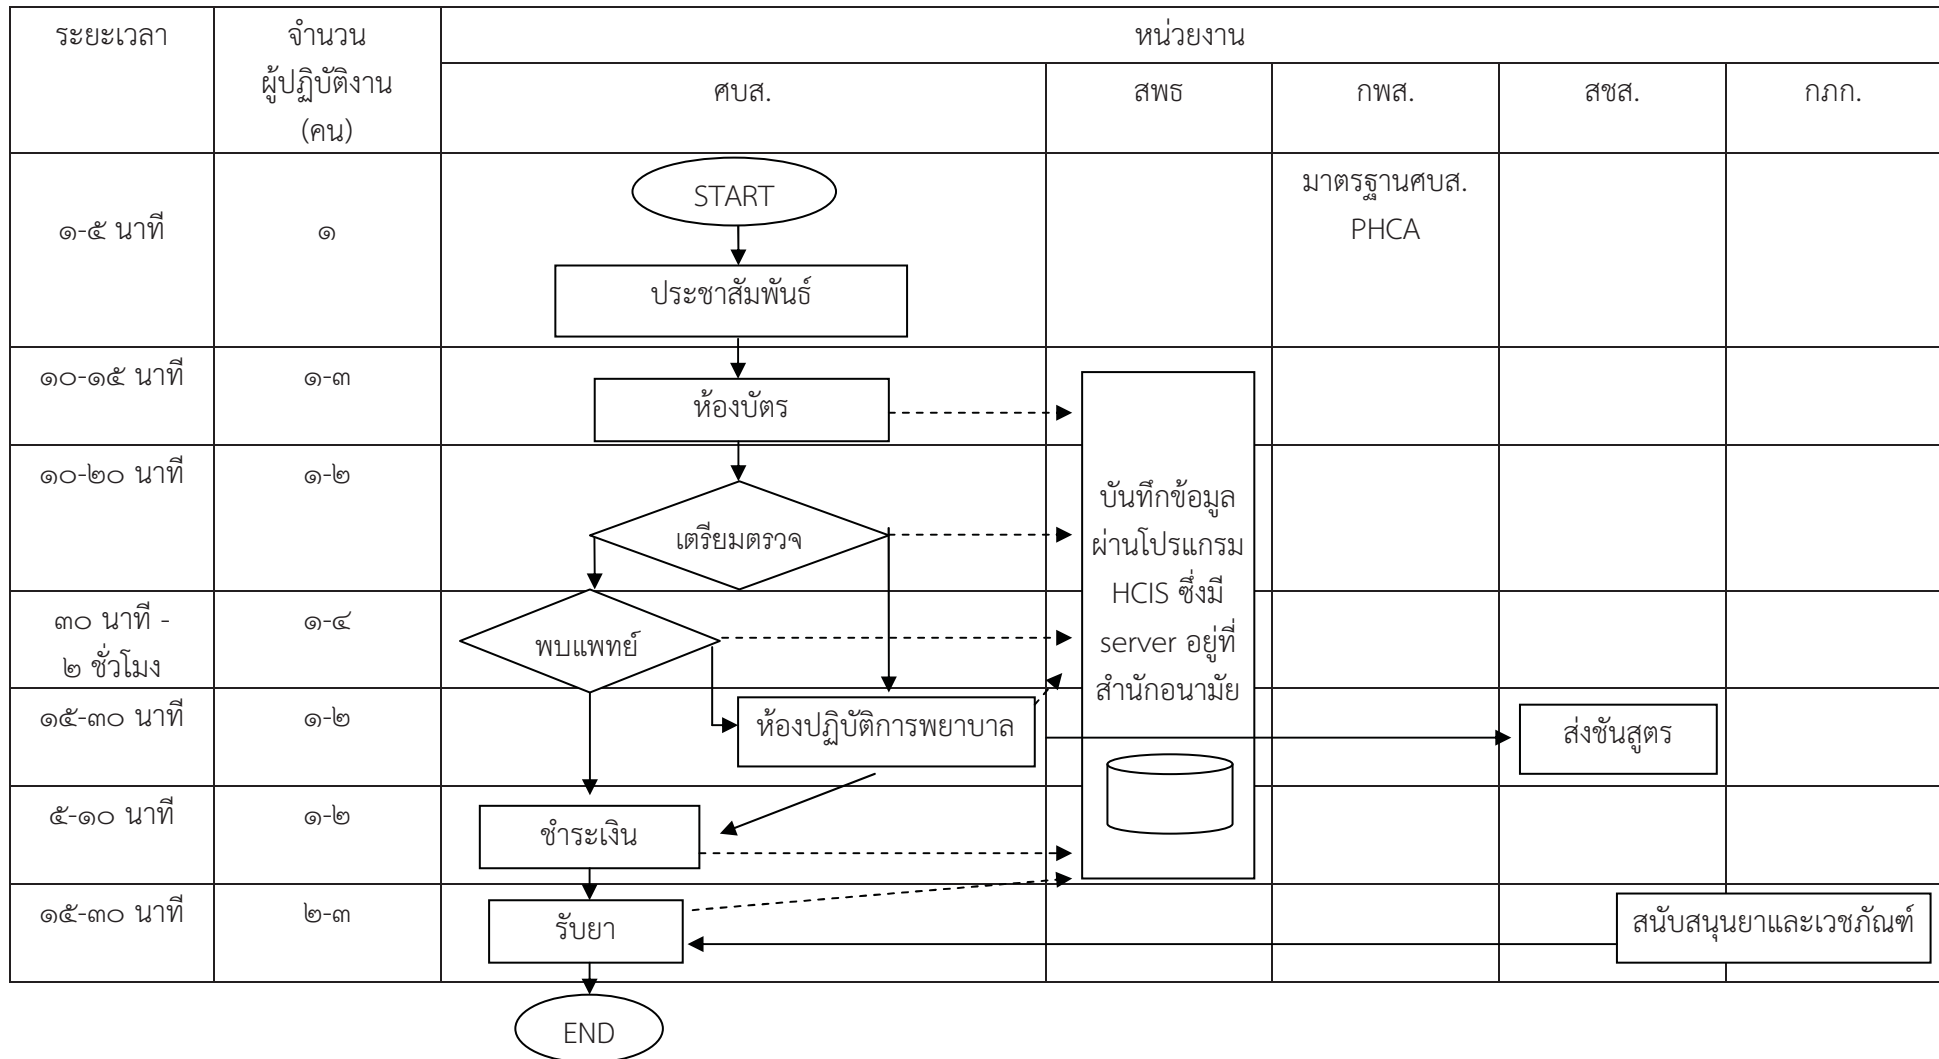 ระยะเวลา
จำนวน
ผู้ปฏิบัติงาน
(คน)
หน่วยงาน
ศบส.
สพธ
กพส.
สชส.
กภก.
๑-๕ นาที
๑
START
ประชาสัมพันธ์
มาตรฐานศบส.
PHCA
๑๐-๑๕ นาที
๑-๓
ห้องบัตร
๑๐-๒๐ นาที
๑-๒
เตรียมตรวจ
บันทึกข้อมูล
ผ่านโปรแกรม
HCIS ซึ่งมี
server อยู่ที่
สำนักอนามัย
๓๐ นาที -
๒ ชั่วโมง
๑-๔
พบแพทย์
๑๕-๓๐ นาที
๑-๒
ห้องปฏิบัติการพยาบาล
ส่งชันสูตร
๕-๑๐ นาที
๑-๒
ชำระเงิน
๑๕-๓๐ นาที
๒-๓
รับยา
สนับสนุนยาและเวชภัณฑ์
END